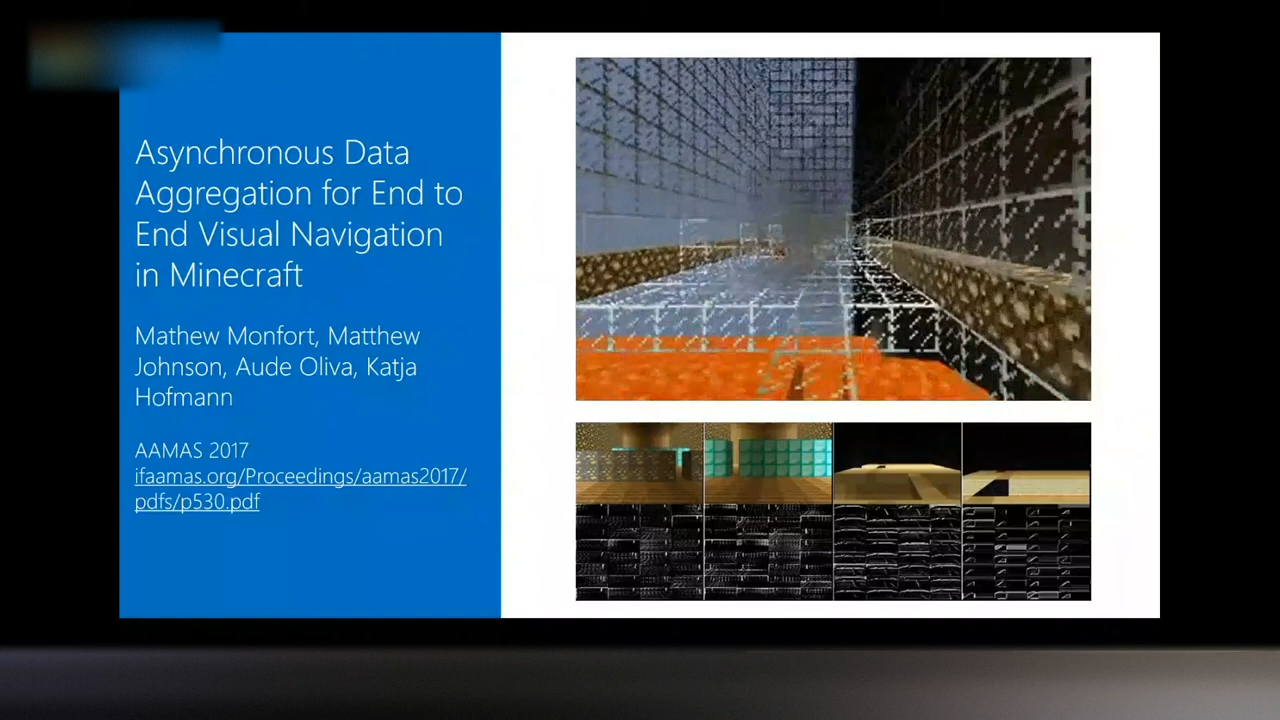 Asynchronous Data
Aggregation for End to
End Visual Navigation
in Minecraft
Mathew Monfort, Matthew
Johnson, Aude Oliva, Katja
Hofmann
AAMAS 2017
ifaamas.org/Proceedings/aamas2017/
pdfs/p530.pdf